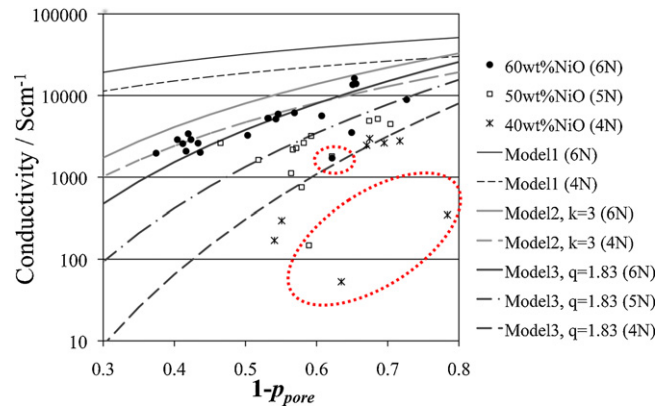 100000
10000
1000
100
10
Conductivity / Scm⁻¹
0.3 0.4 0.5 0.6 0.7 0.8
1-p_pore
60wt%NiO (6N)
50wt%NiO (5N)
40wt%NiO (4N)
Model1 (6N)
Model1 (4N)
Model2, k=3 (6N)
Model2, k=3 (4N)
Model3, q=1.83 (6N)
Model3, q=1.83 (5N)
Model3, q=1.83 (4N)